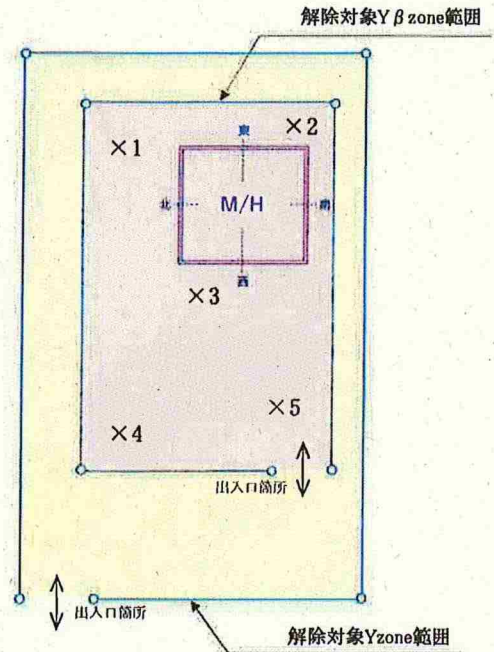 解除対象Yβzone範囲
×1
×2
東
北
M/H
南
西
×3
×5
×4
出入口箇所
出入口箇所
解除対象Yzone範囲